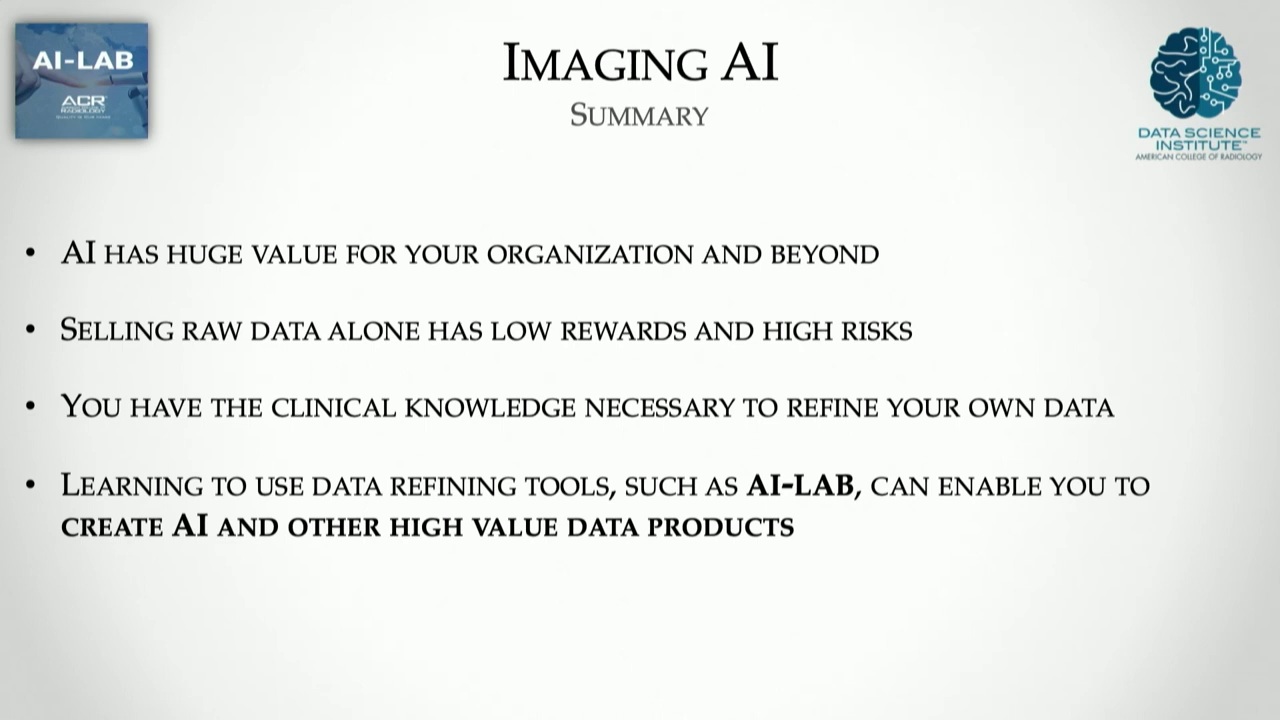 AI-LAB
ACR
RADIOLOGY
IMAGING AI
SUMMARY
DATA SCIENCE
INSTITUTE™
AMERICAN COLLEGE OF RADIOLOGY
• AI HAS HUGE VALUE FOR YOUR ORGANIZATION AND BEYOND
• SELLING RAW DATA ALONE HAS LOW REWARDS AND HIGH RISKS
• YOU HAVE THE CLINICAL KNOWLEDGE NECESSARY TO REFINE YOUR OWN DATA
• LEARNING TO USE DATA REFINING TOOLS, SUCH AS AI-LAB, CAN ENABLE YOU TO
CREATE AI AND OTHER HIGH VALUE DATA PRODUCTS